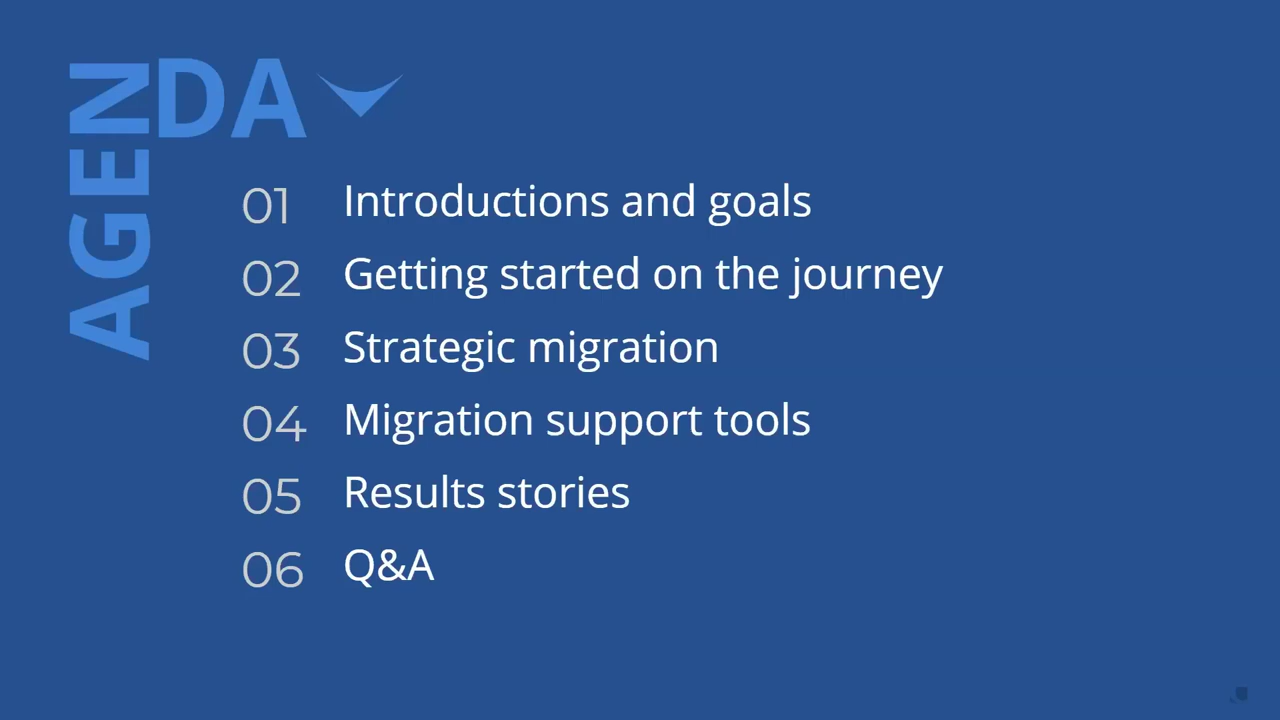 AGENDA
01 Introductions and goals
02 Getting started on the journey
03 Strategic migration
04 Migration support tools
05 Results stories
06 Q&A